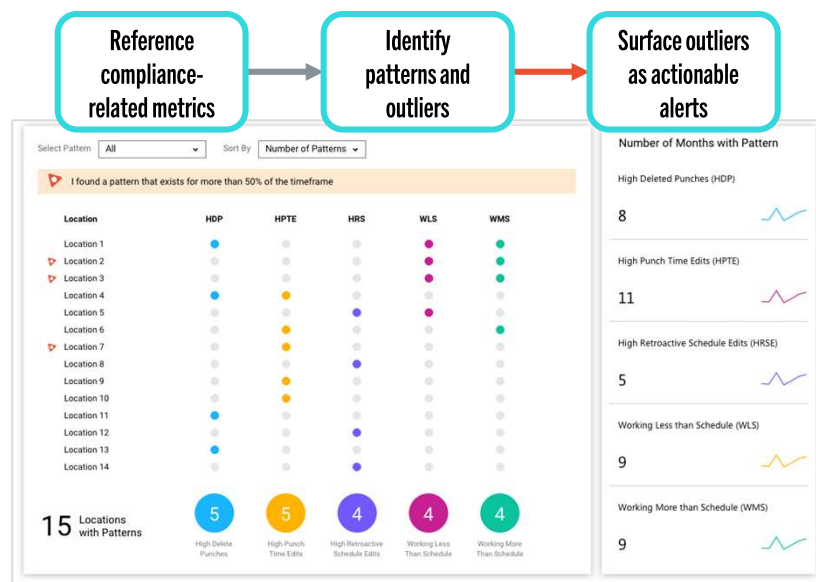 Reference
compliance-
related metrics
Identify
patterns and
outliers
Surface outliers
as actionable
alerts
Select Pattern All Sort By Number of Patterns
I found a pattern that exists for more than 50% of the timeframe
Location HDP HPTE HRS WLS WMS
Location 1
Location 2
Location 3
Location 4
Location 5
Location 6
Location 7
Location 8
Location 9
Location 10
Location 11
Location 12
Location 13
Location 14
15 Locations
with Patterns
5 5 4 4 4
High Delete
Punches
High Punch
Time Edits
High Retroactive
Schedule Edits
Working Less
Than Schedule
Working More
Than Schedule
Number of Months with Pattern
High Deleted Punches (HDP)
8
High Punch Time Edits (HPTE)
11
High Retroactive Schedule Edits (HRSE)
5
Working Less than Schedule (WLS)
9
Working More than Schedule (WMS)
9